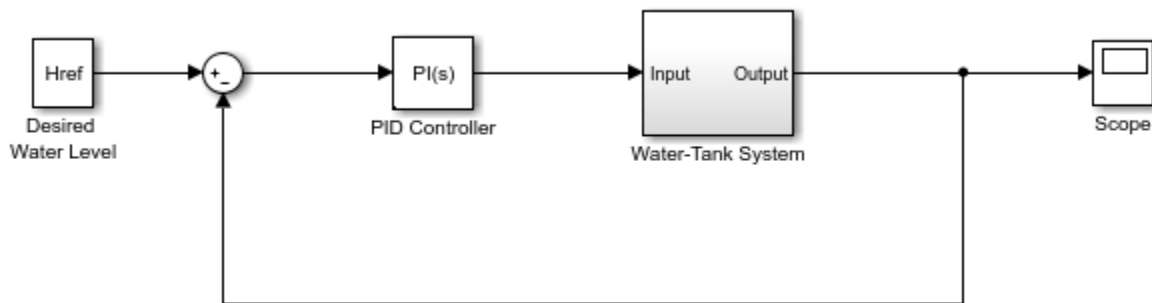 Href
+
−
PI(s)
Input
Output
Desired
Water Level
PID Controller
Water-Tank System
Scope